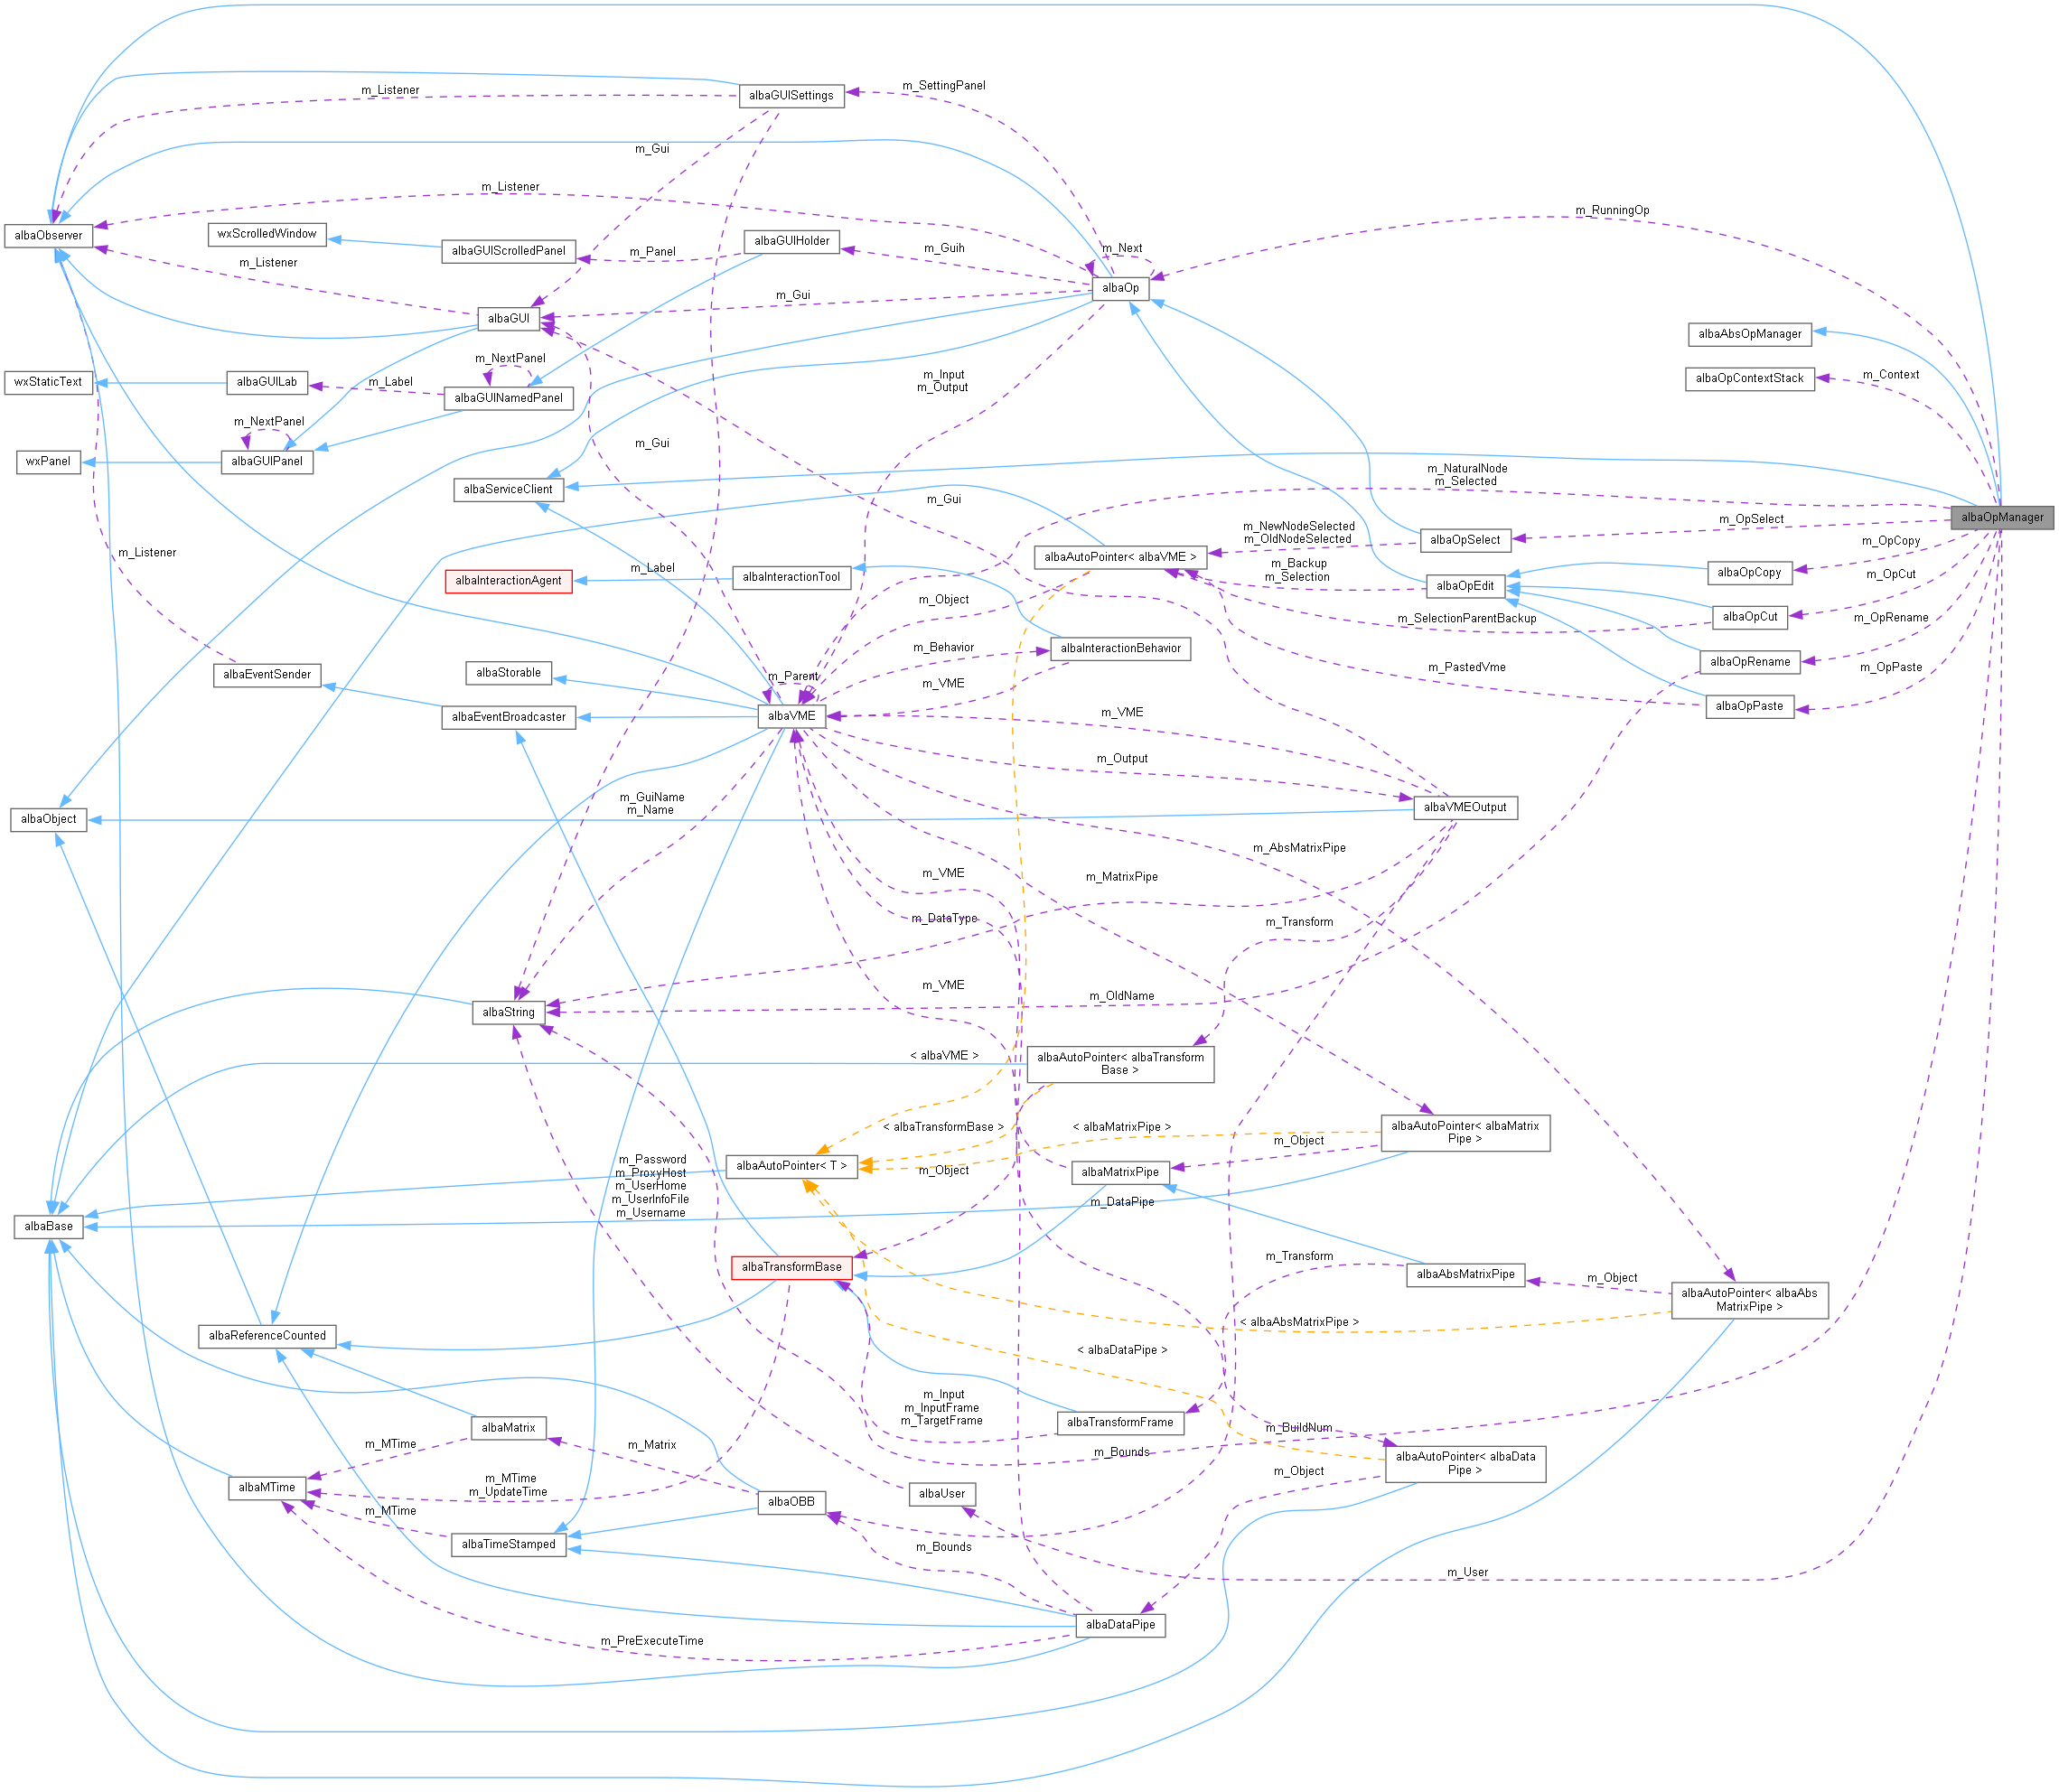 albaGUISettings
m_SettingPanel
m_Listener
m_Gui
m_Listener
m_RunningOp
albaObserver
wxScrolledWindow
albaGUIScrolledPanel
m_Panel
albaGUIHolder
m_Guih
m_Next
albaOp
m_Listener
m_Gui
albaGUI
albaAbsOpManager
m_NextPanel
m_Label
wxStaticText
albaGUILab
albaGUINamedPanel
m_Input
m_Output
albaOpContextStack
m_Context
m_NextPanel
m_Gui
wxPanel
albaGUIPanel
albaServiceClient
m_Gui
m_NaturalNode
m_Selected
albaOpManager
m_OpSelect
m_NewNodeSelected
m_OldNodeSelected
albaOpSelect
m_OpCopy
albaAutoPointer< albaVME >
m_Listener
m_Label
albaInteractionAgent
albaInteractionTool
m_Backup
m_Selection
albaOpEdit
albaOpCopy
m_OpCut
m_Object
m_SelectionParentBackup
albaOpCut
m_OpRename
m_Behavior
albaInteractionBehavior
albaOpRename
m_PastedVme
m_OpPaste
albaEventSender
albaStorable
m_Parent
m_VME
albaEventBroadcaster
albaVME
m_VME
albaOpPaste
m_Output
albaObject
m_GuiName
m_Name
albaVMEOutput
m_AbsMatrixPipe
m_VME
m_MatrixPipe
m_DataType
m_Transform
m_VME
m_OldName
albaString
< albaVME >
albaAutoPointer< albaTransform
Base >
< albaTransformBase >
< albaMatrixPipe >
albaAutoPointer< albaMatrix
Pipe >
m_Object
m_Password
m_ProxyHost
m_UserHome
m_UserInfoFile
m_Username
albaAutoPointer< T >
m_Object
albaMatrixPipe
m_DataPipe
albaBase
albaTransformBase
m_Transform
albaAbsMatrixPipe
m_Object
albaAutoPointer< albaAbs
MatrixPipe >
albaReferenceCounted
< albaAbsMatrixPipe >
< albaDataPipe >
m_Input
m_InputFrame
m_TargetFrame
albaTransformFrame
m_BuildNum
albaMatrix
m_MTime
m_Matrix
m_Bounds
albaAutoPointer< albaData
Pipe >
m_Object
albaMTime
m_MTime
m_UpdateTime
albaOBB
albaUser
m_MTime
albaTimeStamped
m_Bounds
m_User
albaDataPipe
m_PreExecuteTime